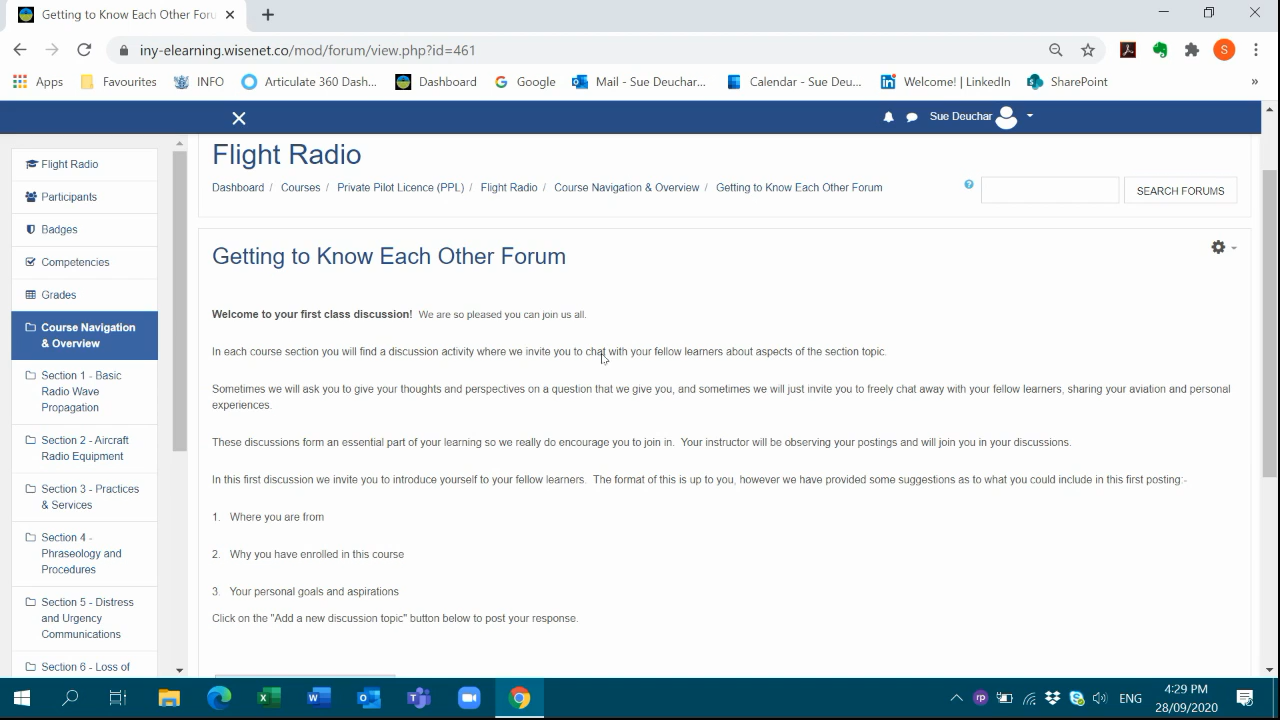 Getting to Know Each Other Foru
iny-elearning.wisenet.co/mod/forum/view.php?id=461
S
Apps
Favourites
INFO
Articulate 360 Dash...
Dashboard
Google
Mail - Sue Deuchar...
Calendar - Sue Deu...
Welcome! | LinkedIn
SharePoint
»
Sue Deuchar
Flight Radio
Participants
Badges
Competencies
Grades
Course Navigation
& Overview
Section 1 - Basic
Radio Wave
Propagation
Section 2 - Aircraft
Radio Equipment
Section 3 - Practices
& Services
Section 4 -
Phraseology and
Procedures
Section 5 - Distress
and Urgency
Communications
Section 6 - Loss of
Flight Radio
Dashboard / Courses / Private Pilot Licence (PPL) / Flight Radio / Course Navigation & Overview / Getting to Know Each Other Forum
SEARCH FORUMS
Getting to Know Each Other Forum
Welcome to your first class discussion! We are so pleased you can join us all.
In each course section you will find a discussion activity where we invite you to chat with your fellow learners about aspects of the section topic.
Sometimes we will ask you to give your thoughts and perspectives on a question that we give you, and sometimes we will just invite you to freely chat away with your fellow learners, sharing your aviation and personal
experiences.
These discussions form an essential part of your learning so we really do encourage you to join in. Your instructor will be observing your postings and will join you in your discussions.
In this first discussion we invite you to introduce yourself to your fellow learners. The format of this is up to you, however we have provided some suggestions as to what you could include in this first posting:-
1. Where you are from
2. Why you have enrolled in this course
3. Your personal goals and aspirations
Click on the "Add a new discussion topic" button below to post your response.
rp
ENG
4:29 PM
28/09/2020